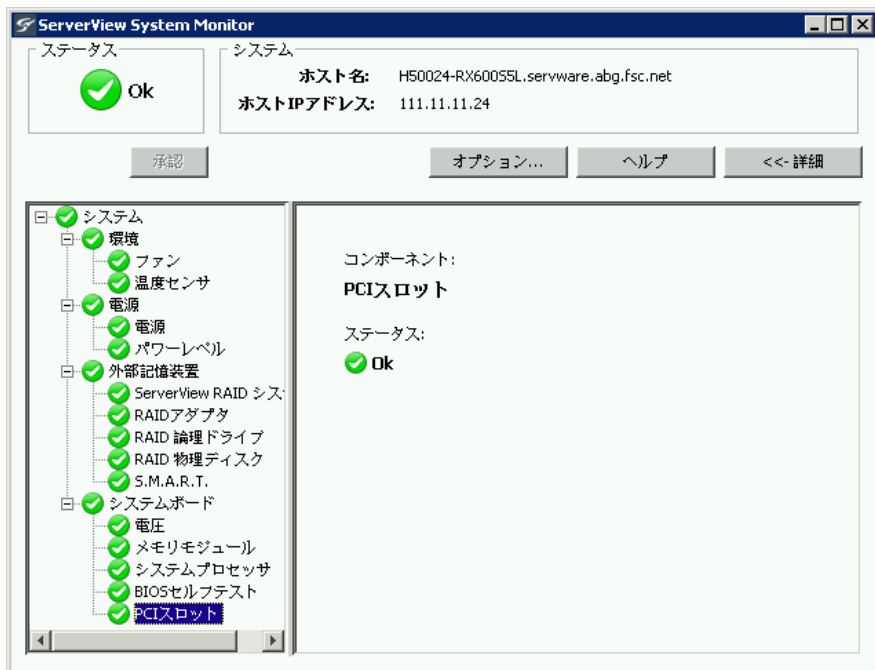 ServerView System Monitor
ステータス
Ok
システム
ホスト名: H50024-RX600S5L.servware.abg.fsc.net
ホストIPアドレス: 111.11.11.24
承認
オプション...
ヘルプ
<<- 詳細
システム
環境
ファン
温度センサ
電源
電源
パワーレベル
外部記憶装置
ServerView RAID シス
RAIDアダプタ
RAID 論理ドライブ
RAID 物理ディスク
S.M.A.R.T.
システムボード
電圧
メモリモジュール
システムプロセッサ
BIOSセルフテスト
PCIスロット
コンポーネント:
PCIスロット
ステータス:
Ok